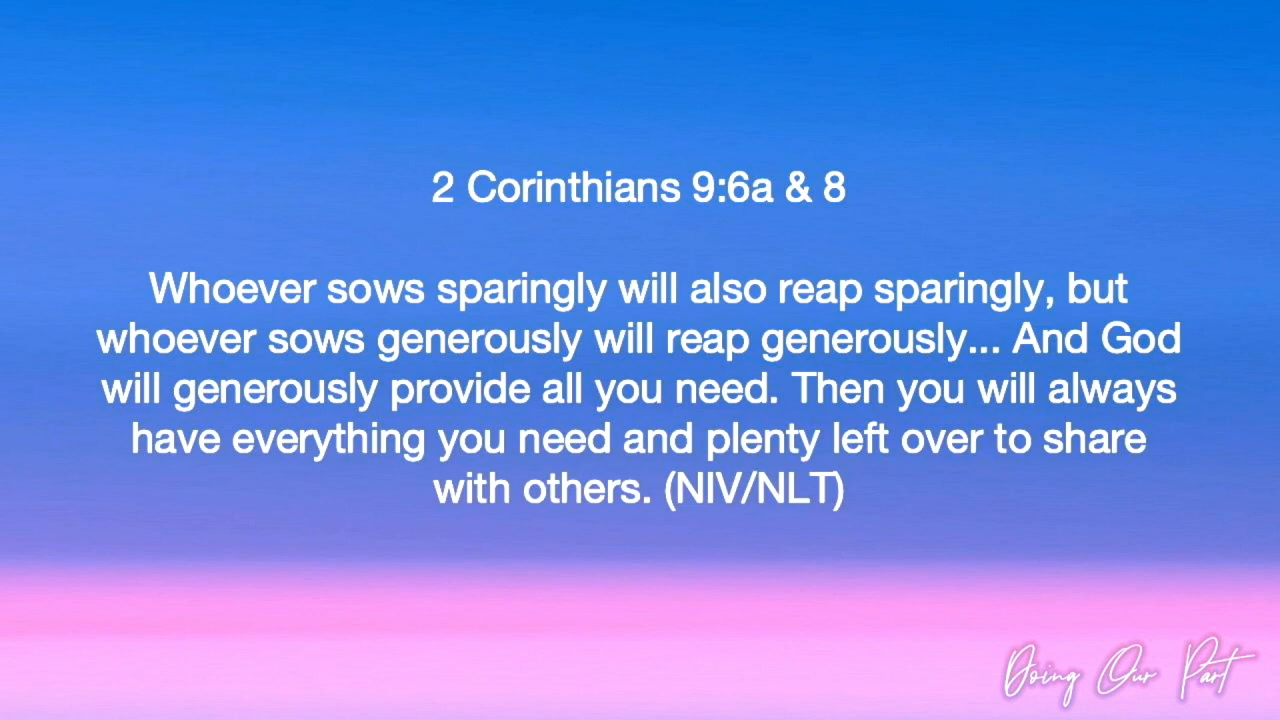 2 Corinthians 9:6a & 8
Whoever sows sparingly will also reap sparingly, but
whoever sows generously will reap generously... And God
will generously provide all you need. Then you will always
have everything you need and plenty left over to share
with others. (NIV/NLT)
Doing Our Part